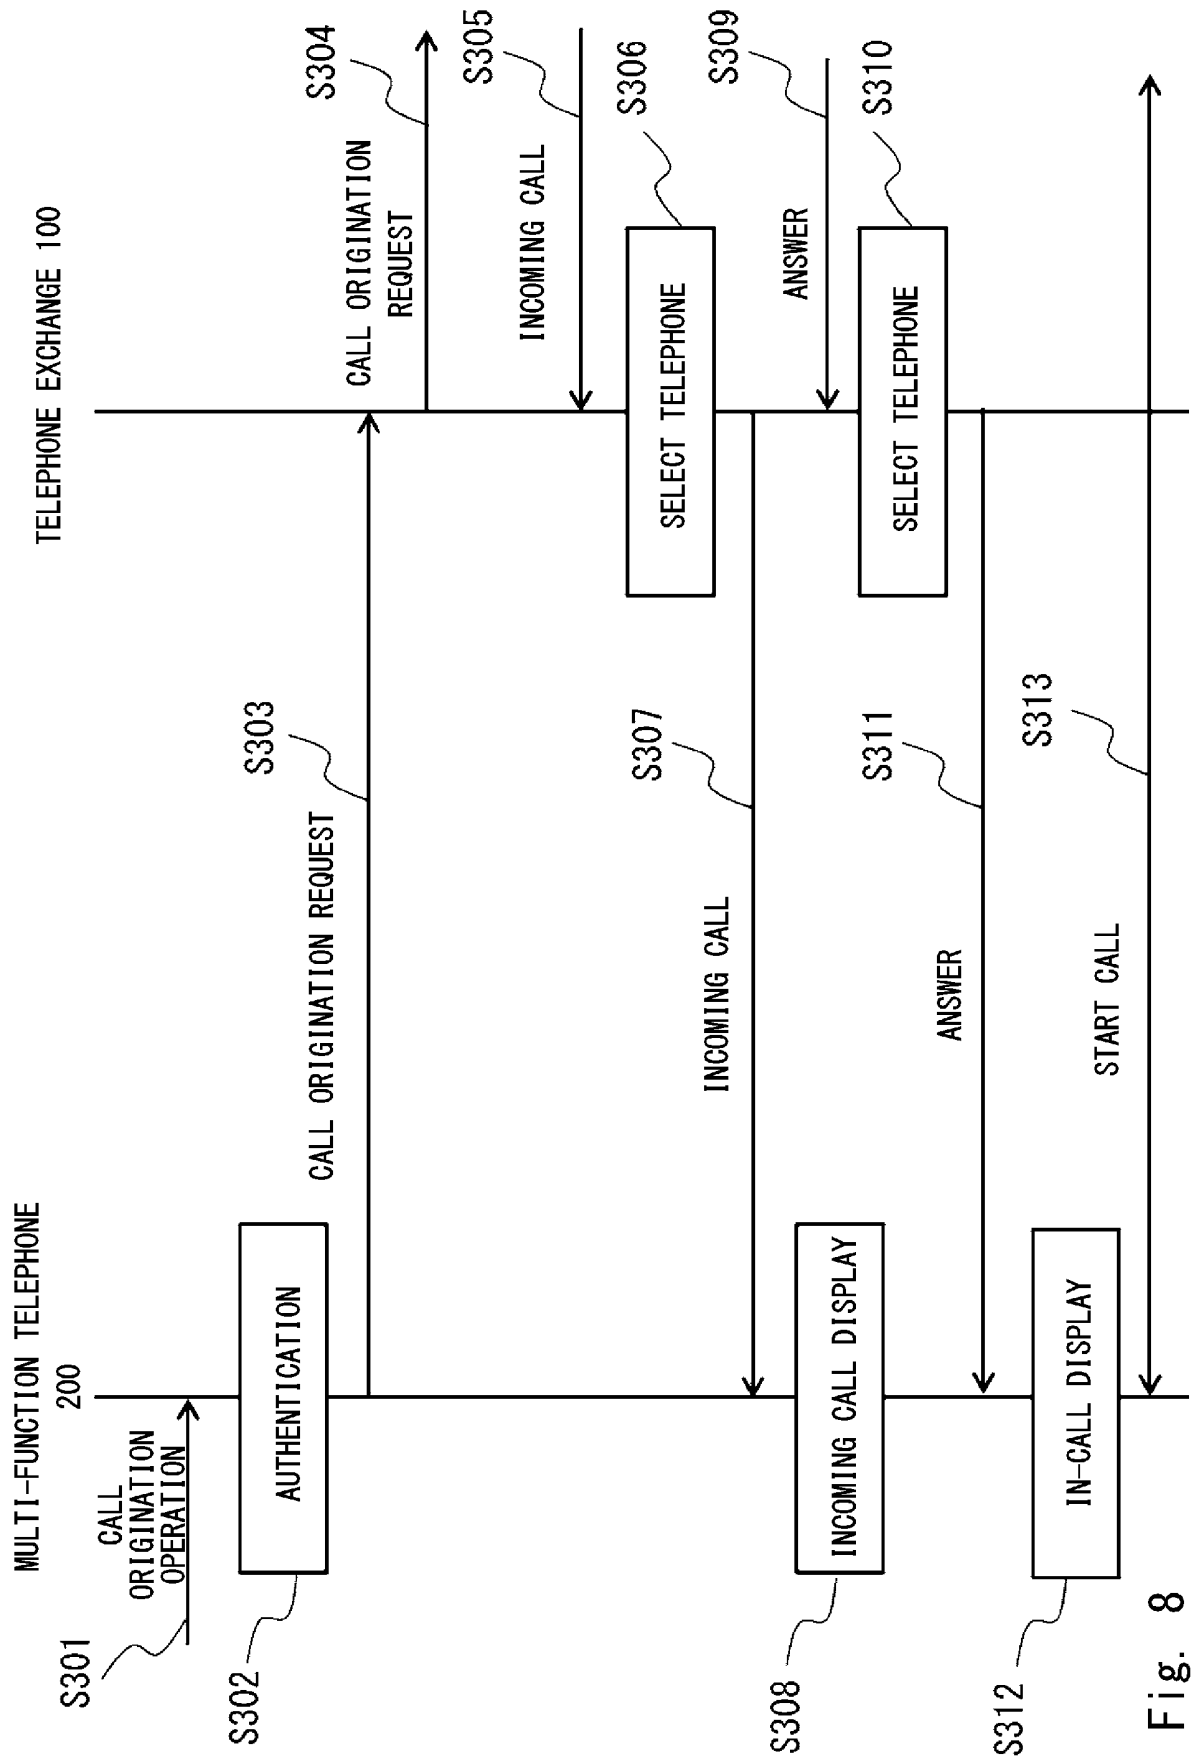 MULTI-FUNCTION TELEPHONE
200
TELEPHONE EXCHANGE 100
S301
CALL
ORIGINATION
OPERATION
S302
AUTHENTICATION
S303
CALL ORIGINATION REQUEST
S304
CALL ORIGINATION
REQUEST
S305
INCOMING CALL
S306
SELECT TELEPHONE
S307
INCOMING CALL
S308
INCOMING CALL DISPLAY
S309
ANSWER
S310
SELECT TELEPHONE
S311
ANSWER
S312
IN-CALL DISPLAY
S313
START CALL
Fig. 8